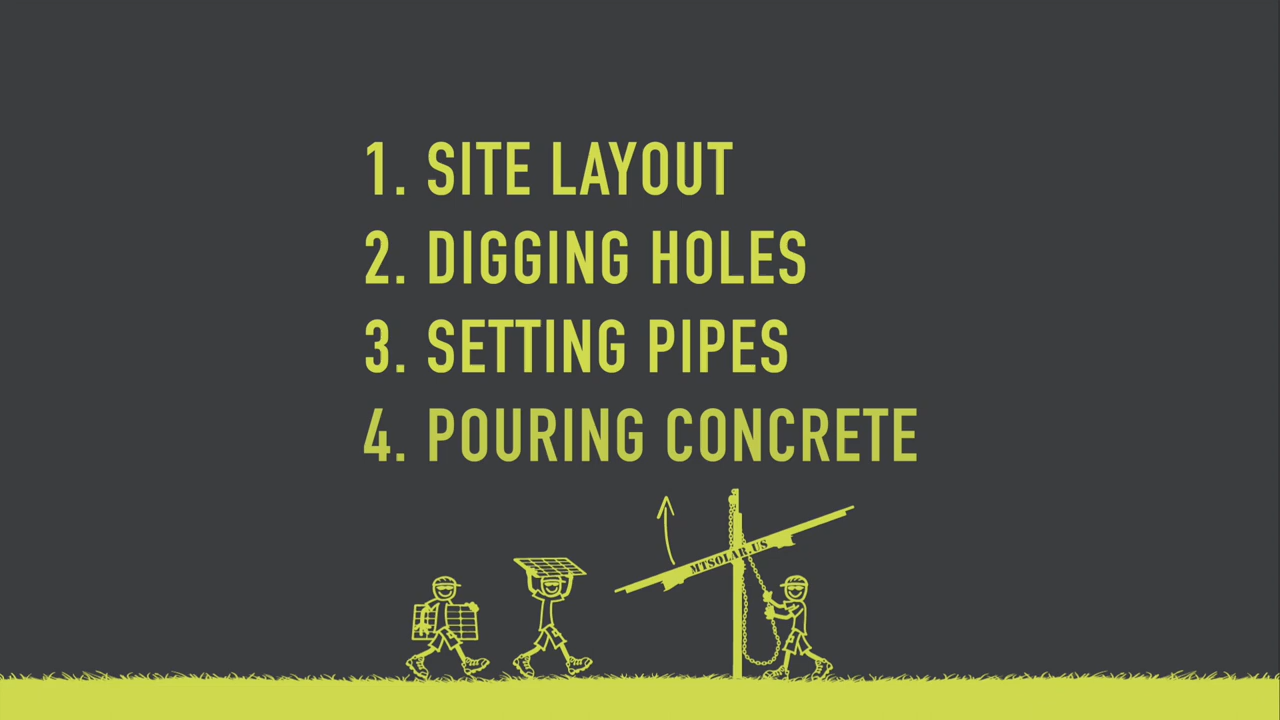 1. SITE LAYOUT
2. DIGGING HOLES
3. SETTING PIPES
4. POURING CONCRETE
MTSOLAR.US